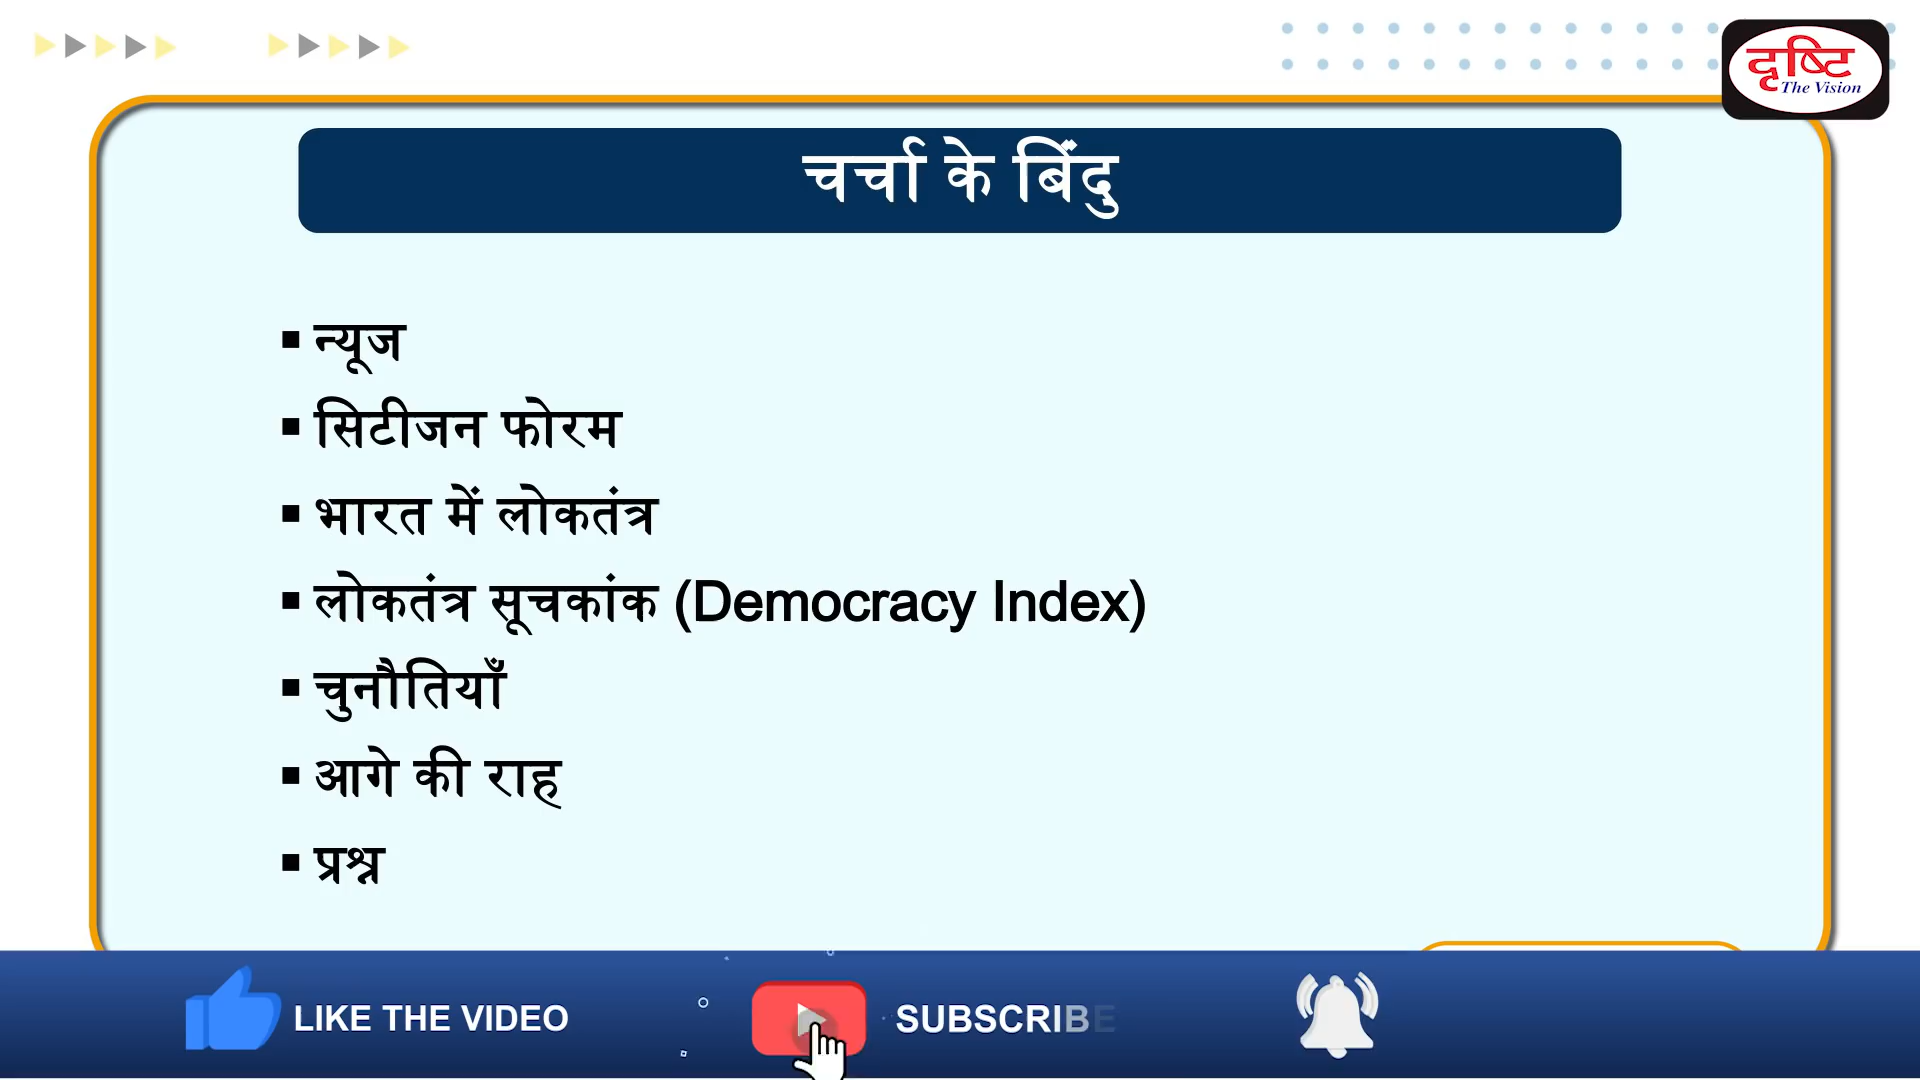 दृष्टि
The Vision
चर्चा के बिंदु
▪ न्यूज
▪ सिटीजन फोरम
▪ भारत में लोकतंत्र
▪ लोकतंत्र सूचकांक (Democracy Index)
▪ चुनौतियाँ
▪ आगे की राह
▪ प्रश्न
LIKE THE VIDEO
SUBSCRIBE